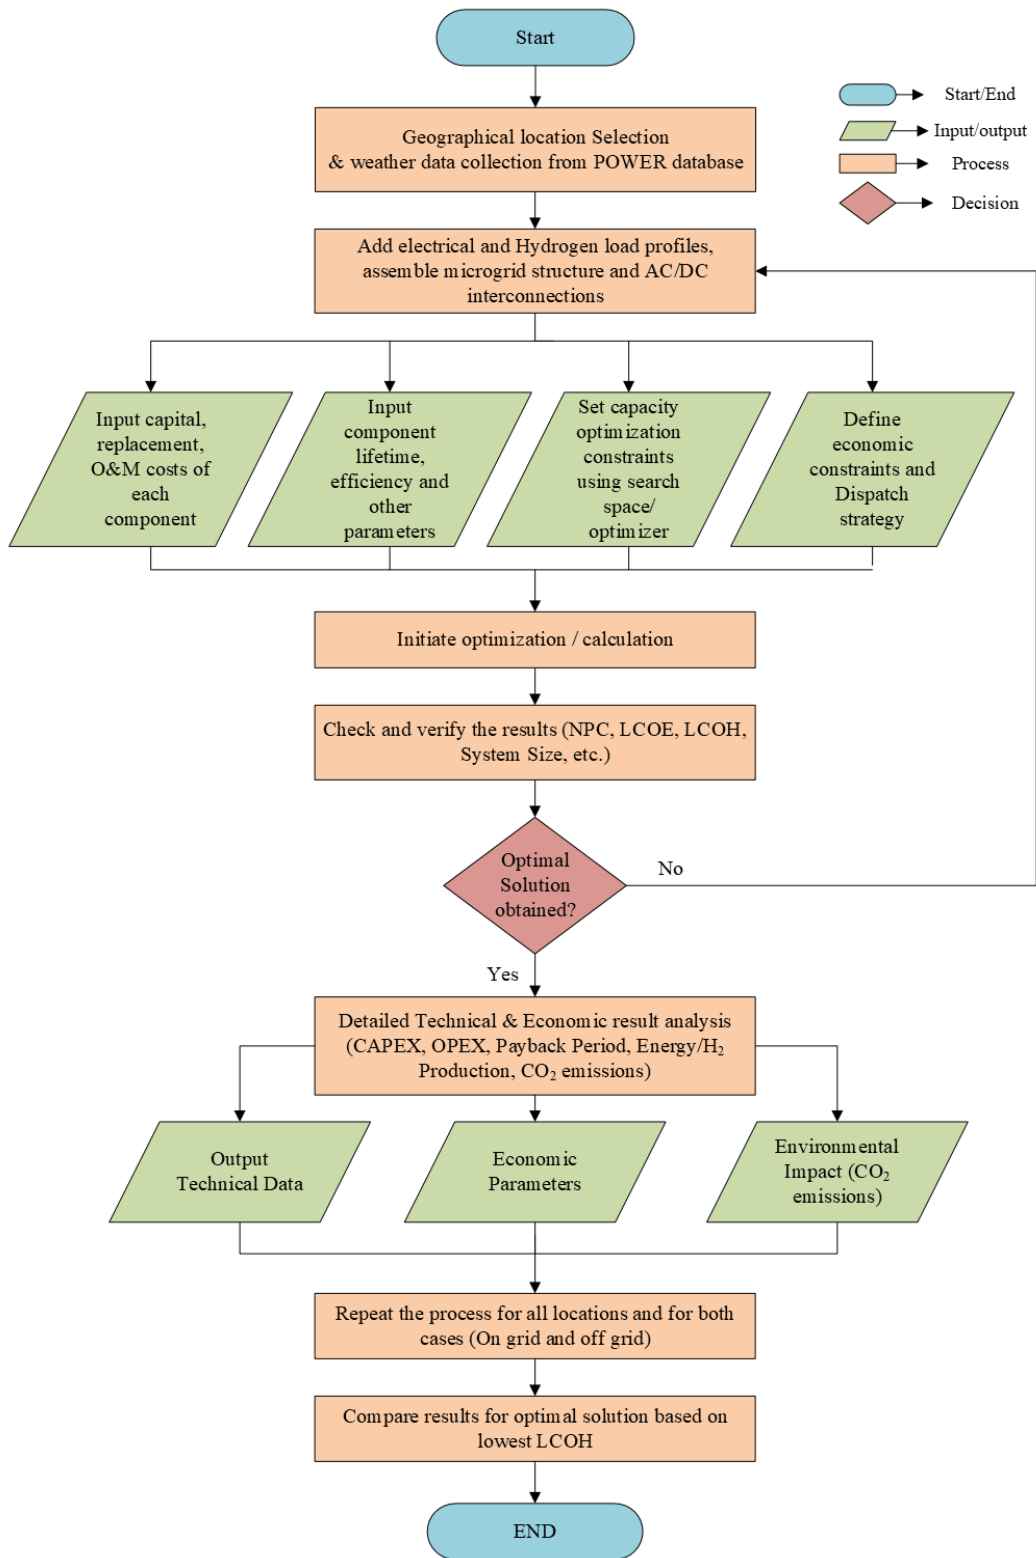 Start
Start/End
Input/output
Process
Decision
Geographical location Selection
& weather data collection from POWER database
Add electrical and Hydrogen load profiles,
assemble microgrid structure and AC/DC
interconnections
Input capital,
replacement,
O&M costs of
each
component
Input
component
lifetime,
efficiency and
other
parameters
Set capacity
optimization
constraints
using search
space/
optimizer
Define
economic
constraints and
Dispatch
strategy
Initiate optimization / calculation
Check and verify the results (NPC, LCOE, LCOH,
System Size, etc.)
Optimal
Solution
obtained?
No
Yes
Detailed Technical & Economic result analysis
(CAPEX, OPEX, Payback Period, Energy/H₂
Production, CO₂ emissions)
Output
Technical Data
Economic
Parameters
Environmental
Impact (CO₂
emissions)
Repeat the process for all locations and for both
cases (On grid and off grid)
Compare results for optimal solution based on
lowest LCOH
END